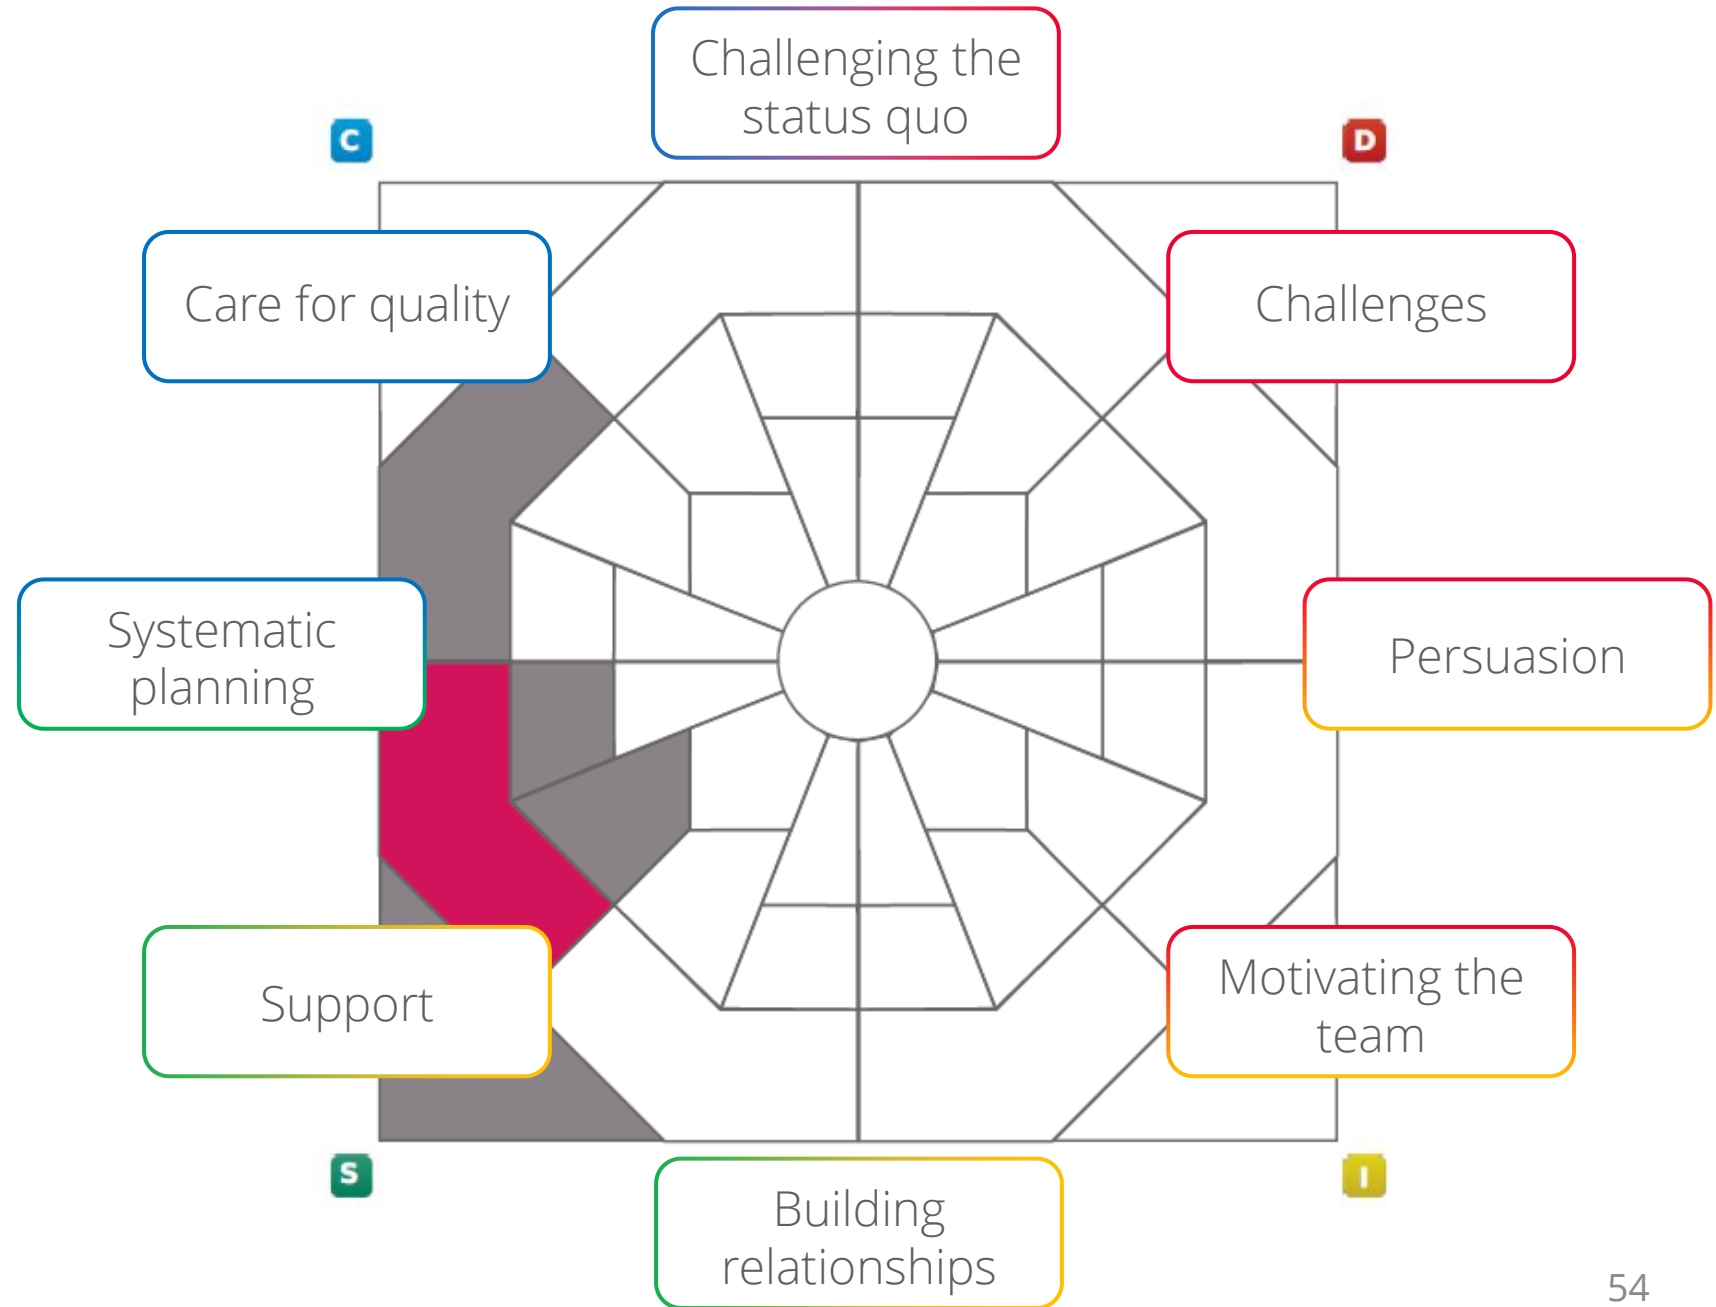 Challenging the
status quo
C
D
Care for quality
Challenges
Systematic
planning
Persuasion
Support
Motivating the
team
S
I
Building
relationships
54